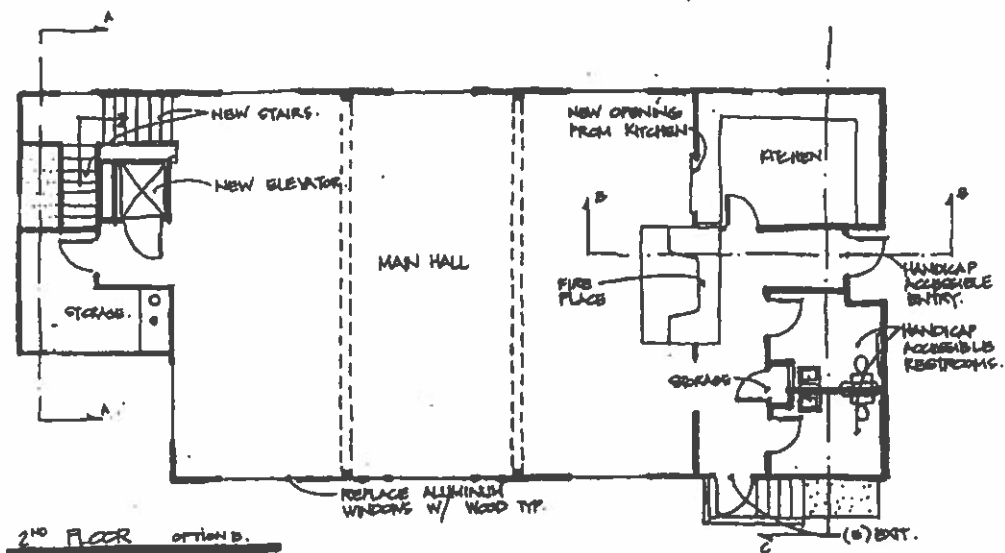 A
NEW STAIRS.
NEW ELEVATOR
STORAGE.
A
MAIN HALL
NEW OPENING
FROM KITCHEN
KITCHEN
B
B
FIRE
PLACE
HANDICAP
ACCESSIBLE
ENTRY.
HANDICAP
ACCESSIBLE
RESTROOMS.
STORAGE
REPLACE ALUMINUM
WINDOWS W/ WOOD TYP.
(E) EXIT.
C
2ND FLOOR OPTION B.